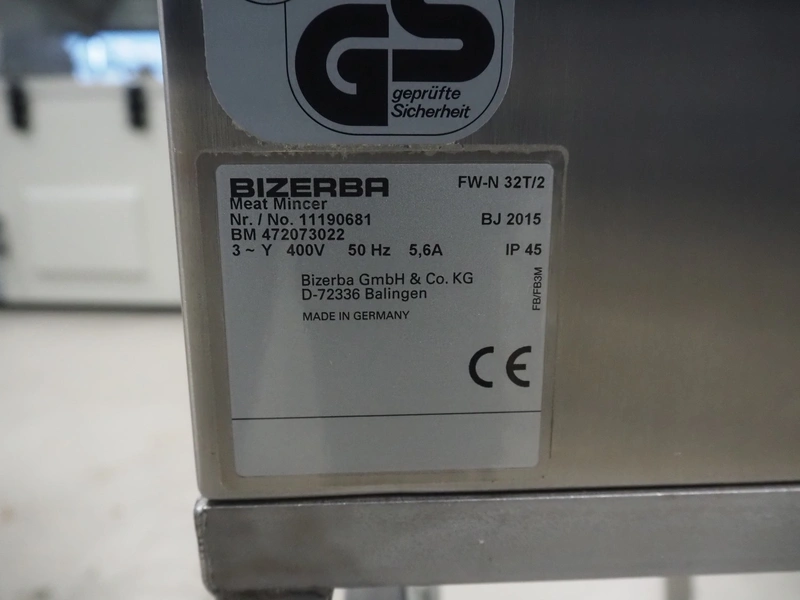 GS
geprüfte
Sicherheit
BIZERBA FW-N 32T/2
Meat Mincer
Nr. / No. 11190681 BJ 2015
BM 472073022
3 ~ Y 400V 50 Hz 5,6A IP 45
Bizerba GmbH & Co. KG
D-72336 Balingen
FB/FB3M
MADE IN GERMANY
CE